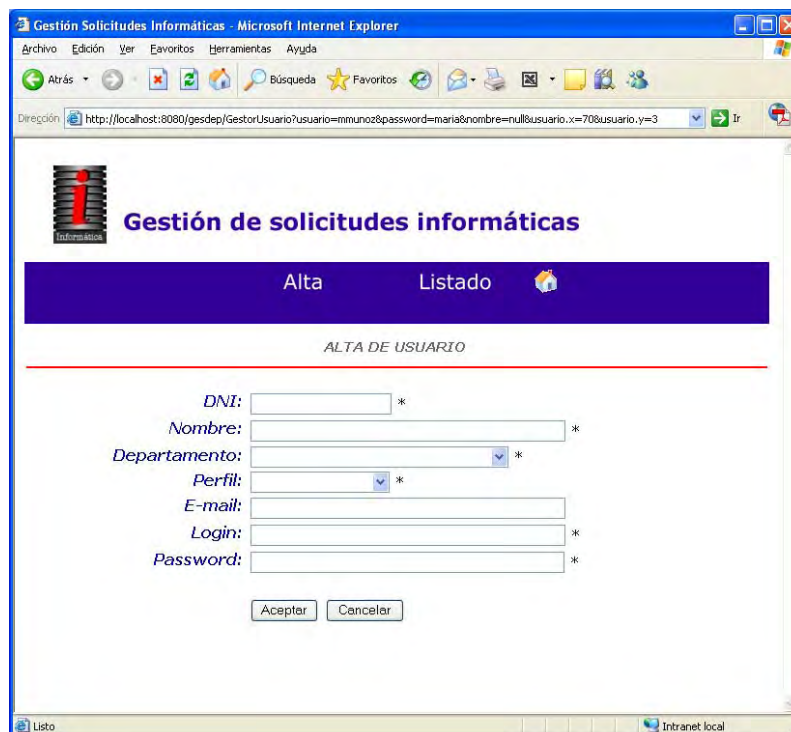 Gestión Solicitudes Informáticas - Microsoft Internet Explorer
Archivo Edición Ver Favoritos Herramientas Ayuda
Atrás Búsqueda Favoritos
Dirección http://localhost:8080/gesdep/GestorUsuario?usuario=mmunoz&password=maria&nombre=null&usuario.x=70&usuario.y=3 Ir
i
Informática
Gestión de solicitudes informáticas
Alta Listado
ALTA DE USUARIO
DNI: *
Nombre: *
Departamento: *
Perfil: *
E-mail:
Login: *
Password: *
Aceptar Cancelar
Listo Intranet local